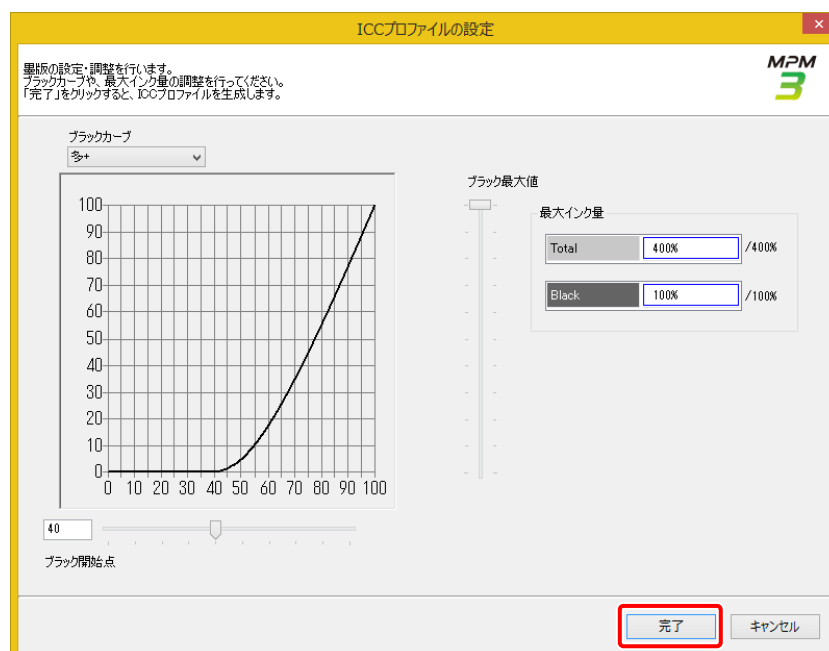 ICCプロファイルの設定
×
墨版の設定・調整を行います。
ブラックカーブや、最大インク量の調整を行ってください。
「完了」をクリックすると、ICCプロファイルを生成します。
MPM
3
ブラックカーブ
多+
100
90
80
70
60
50
40
30
20
10
0
0 10 20 30 40 50 60 70 80 90 100
40
ブラック開始点
ブラック最大値
最大インク量
Total 400% /400%
Black 100% /100%
完了 キャンセル